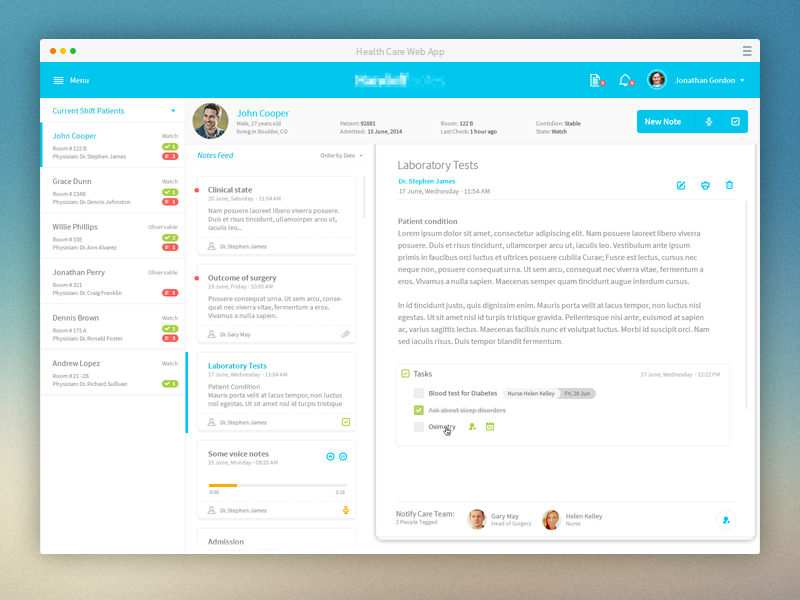 Health Care Web App
Menu
Jonathan Gordon
Current Shift Patients
John Cooper
Watch
Room # 122 B
Physician: Dr. Stephen James
Grace Dunn
Watch
Room # 234B
Physician: Dr. Dennis Johnston
Willie Phillips
Observable
Room # 33E
Physician: Dr. Ann Alvarez
Jonathan Perry
Observable
Room # 321
Physician: Dr. Craig Franklin
Dennis Brown
Watch
Room # 175 A
Physician: Dr. Ronald Foster
Andrew Lopez
Watch
Room # 21 -2B
Physician: Dr. Richard Sullivan
John Cooper
Male, 27 years old
living in Boulder, CO
Patient: 92881
Admitted: 15 June, 2014
Room: 122 B
Last Check: 1 hour ago
Contidion: Stable
State: Watch
New Note
Notes Feed
Order by Date
Clinical state
20 June, Saturday - 11:54 AM
Nam posuere laoreet libero viverra posuere.
Duis et risus tincidunt, ullamcorper arcu ut,
iaculis leo...
Dr. Stephen James
Outcome of surgery
19 June, Friday - 10:05 AM
Posuere consequat urna. Ut sem arcu, conse-
quat nec viverra vitae, fermentum a eros.
Vivamus a nulla sapien.
Dr. Gary May
Laboratory Tests
17 June, Wednesday - 11:54 AM
Patient Condition
Mauris porta velit at lacus tempor, non luctus
nisl egestas. Ut sit amet nisl id turpis tristique
Dr. Stephen James
Some voice notes
15 June, Monday - 09:20 AM
0:00
2:15
Dr. Stephen James
Admission
Laboratory Tests
Dr. Stephen James
17 June, Wednesday - 11:54 AM
Patient condition
Lorem ipsum dolor sit amet, consectetur adipiscing elit. Nam posuere laoreet libero viverra
posuere. Duis et risus tincidunt, ullamcorper arcu ut, iaculis leo. Vestibulum ante ipsum
primis in faucibus orci luctus et ultrices posuere cubilia Curae; Fusce est lectus, cursus nec
neque non, posuere consequat urna. Ut sem arcu, consequat nec viverra vitae, fermentum a
eros. Vivamus a nulla sapien. Maecenas semper quam tincidunt augue interdum cursus.
In id tincidunt justo, quis dignissim enim. Mauris porta velit at lacus tempor, non luctus nisl
egestas. Ut sit amet nisl id turpis tristique gravida. Pellentesque nisi ante, euismod at sapien
ac, varius sagittis lectus. Maecenas facilisis nunc et volutpat luctus. Morbi id suscipit orci. Nam
sed iaculis risus. Duis tempor blandit fermentum.
Tasks
17 June, Wednesday - 12:22 PM
Blood test for Diabetes
Nurse Helen Kelley
Fri, 20 Jun
Ask about sleep disorders
Oximetry
Notify Care Team:
2 People Tagged
Gary May
Head of Surgery
Helen Kelley
Nurse